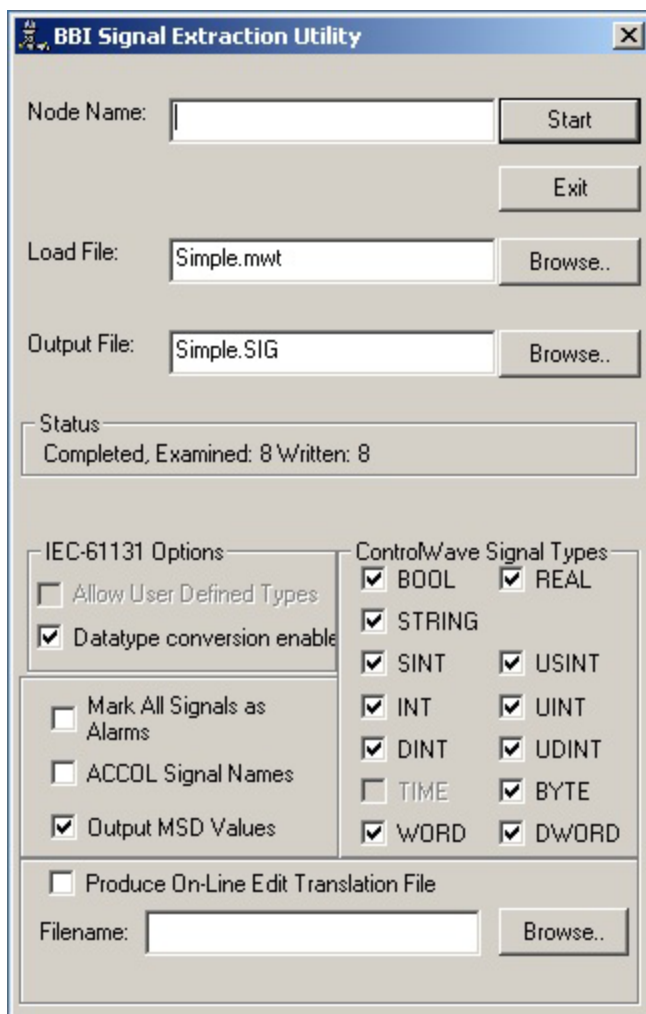 BBI Signal Extraction Utility
Node Name:
Start
Exit
Load File:
Simple.mwt
Browse..
Output File:
Simple.SIG
Browse..
Status
Completed, Examined: 8 Written: 8
IEC-61131 Options
Allow User Defined Types
Datatype conversion enable
ControlWave Signal Types
BOOL REAL
STRING
SINT USINT
INT UINT
DINT UDINT
TIME BYTE
WORD DWORD
Mark All Signals as
Alarms
ACCOL Signal Names
Output MSD Values
Produce On-Line Edit Translation File
Filename:
Browse..